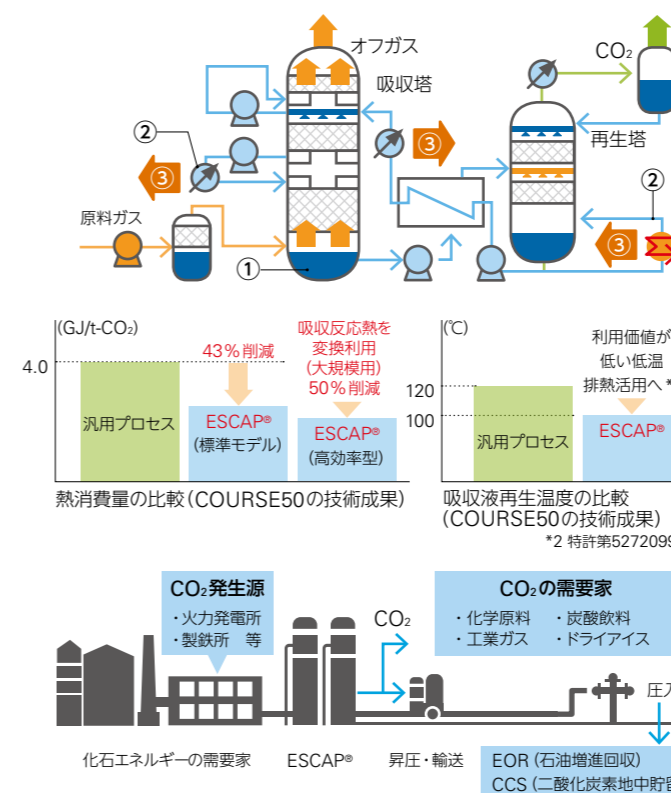 オフガス
吸収塔
CO₂
再生塔
②
③
③
②
原料ガス
①
③
(GJ/t-CO₂)
4.0
汎用プロセス
43%削減
ESCAP®
(標準モデル)
吸収反応熱を
変換利用
(大規模用)
50%削減
ESCAP®
(高効率型)
熱消費量の比較(COURSE50の技術成果)
(℃)
120
100
汎用プロセス
利用価値が
低い低温
排熱活用へ*
ESCAP®
吸収液再生温度の比較
(COURSE50の技術成果)
*2 特許第5272099
CO₂発生源
・火力発電所
・製鉄所 等
CO₂
CO₂の需要家
・化学原料 ・炭酸飲料
・工業ガス ・ドライアイス
圧入
化石エネルギーの需要家 ESCAP® 昇圧・輸送
EOR(石油増進回収)
CCS(二酸化炭素地中貯留